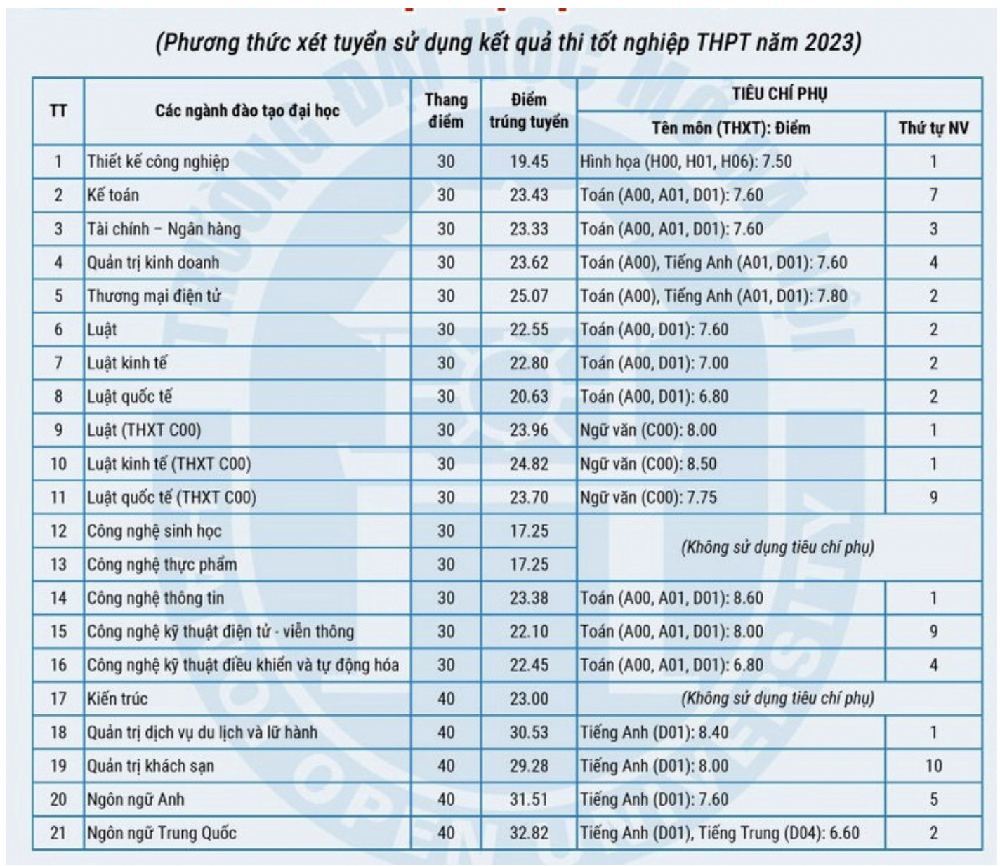 (Phương thức xét tuyển sử dụng kết quả thi tốt nghiệp THPT năm 2023)
TT Các ngành đào tạo đại học Thang điểm Điểm trúng tuyển TIÊU CHÍ PHỤ
Tên môn (THXT): Điểm Thứ tự NV
1 Thiết kế công nghiệp 30 19.45 Hình họa (H00, H01, H06): 7.50 1
2 Kế toán 30 23.43 Toán (A00, A01, D01): 7.60 7
3 Tài chính – Ngân hàng 30 23.33 Toán (A00, A01, D01): 7.60 3
4 Quản trị kinh doanh 30 23.62 Toán (A00), Tiếng Anh (A01, D01): 7.60 4
5 Thương mại điện tử 30 25.07 Toán (A00), Tiếng Anh (A01, D01): 7.80 2
6 Luật 30 22.55 Toán (A00, D01): 7.60 2
7 Luật kinh tế 30 22.80 Toán (A00, D01): 7.00 2
8 Luật quốc tế 30 20.63 Toán (A00, D01): 6.80 2
9 Luật (THXT C00) 30 23.96 Ngữ văn (C00): 8.00 1
10 Luật kinh tế (THXT C00) 30 24.82 Ngữ văn (C00): 8.50 1
11 Luật quốc tế (THXT C00) 30 23.70 Ngữ văn (C00): 7.75 9
12 Công nghệ sinh học 30 17.25
(Không sử dụng tiêu chí phụ)
13 Công nghệ thực phẩm 30 17.25
14 Công nghệ thông tin 30 23.38 Toán (A00, A01, D01): 8.60 1
15 Công nghệ kỹ thuật điện tử - viễn thông 30 22.10 Toán (A00, A01, D01): 8.00 9
16 Công nghệ kỹ thuật điều khiển và tự động hóa 30 22.45 Toán (A00, A01, D01): 6.80 4
17 Kiến trúc 40 23.00 (Không sử dụng tiêu chí phụ)
18 Quản trị dịch vụ du lịch và lữ hành 40 30.53 Tiếng Anh (D01): 8.40 1
19 Quản trị khách sạn 40 29.28 Tiếng Anh (D01): 8.00 10
20 Ngôn ngữ Anh 40 31.51 Tiếng Anh (D01): 7.60 5
21 Ngôn ngữ Trung Quốc 40 32.82 Tiếng Anh (D01), Tiếng Trung (D04): 6.60 2
TRƯỜNG ĐẠI HỌC MỞ HÀ NỘI
HANOI OPEN UNIVERSITY